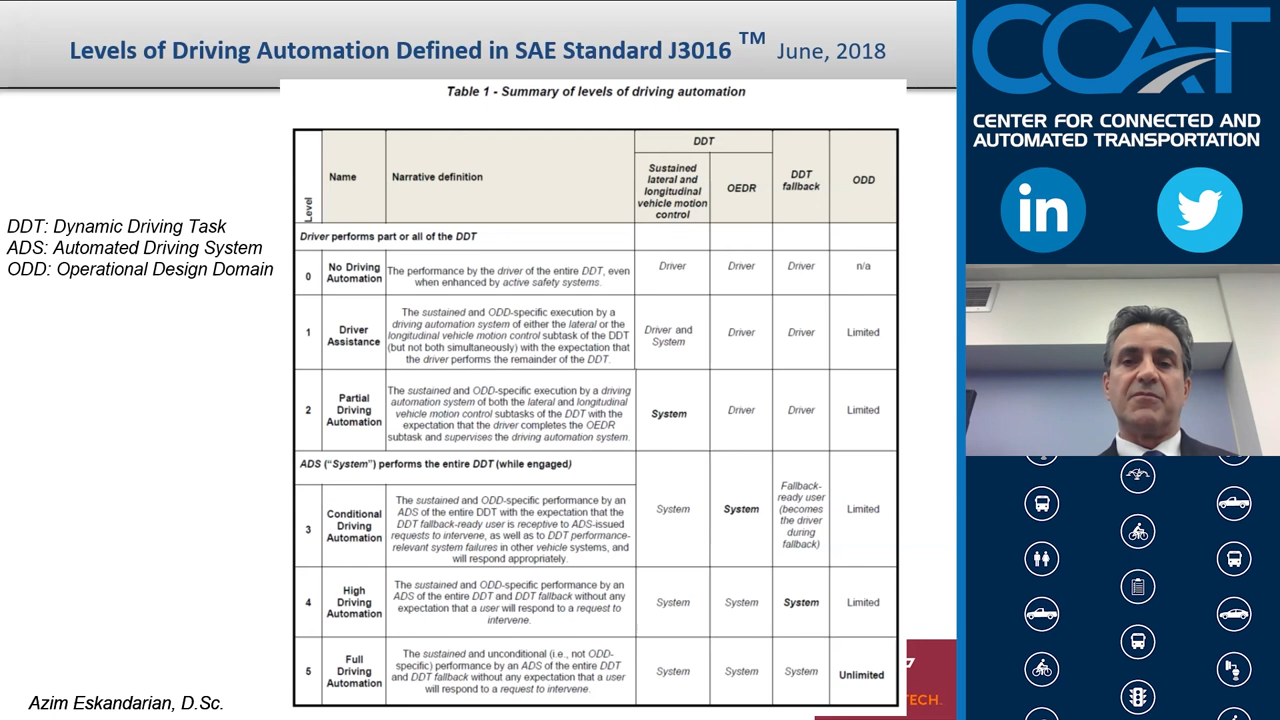 Levels of Driving Automation Defined in SAE Standard J3016 ™ June, 2018
Table 1 - Summary of levels of driving automation
DDT: Dynamic Driving Task
ADS: Automated Driving System
ODD: Operational Design Domain
Level
Name
Narrative definition
DDT
Sustained
lateral and
longitudinal
vehicle motion
control
OEDR
DDT
fallback
ODD
Driver performs part or all of the DDT
0
No Driving
Automation
The performance by the driver of the entire DDT, even
when enhanced by active safety systems.
Driver
Driver
Driver
n/a
1
Driver
Assistance
The sustained and ODD-specific execution by a
driving automation system of either the lateral or the
longitudinal vehicle motion control subtask of the DDT
(but not both simultaneously) with the expectation that
the driver performs the remainder of the DDT.
Driver and
System
Driver
Driver
Limited
2
Partial
Driving
Automation
The sustained and ODD-specific execution by a driving
automation system of both the lateral and longitudinal
vehicle motion control subtasks of the DDT with the
expectation that the driver completes the OEDR
subtask and supervises the driving automation system.
System
Driver
Driver
Limited
ADS ("System") performs the entire DDT (while engaged)
3
Conditional
Driving
Automation
The sustained and ODD-specific performance by an
ADS of the entire DDT with the expectation that the
DDT fallback-ready user is receptive to ADS-issued
requests to intervene, as well as to DDT performance-
relevant system failures in other vehicle systems, and
will respond appropriately.
System
System
Fallback-
ready user
(becomes
the driver
during
fallback)
Limited
4
High
Driving
Automation
The sustained and ODD-specific performance by an
ADS of the entire DDT and DDT fallback without any
expectation that a user will respond to a request to
intervene.
System
System
System
Limited
5
Full
Driving
Automation
The sustained and unconditional (i.e., not ODD-
specific) performance by an ADS of the entire DDT
and DDT fallback without any expectation that a user
will respond to a request to intervene.
System
System
System
Unlimited
Azim Eskandarian, D.Sc.
TECH
CCAT
CENTER FOR CONNECTED AND
AUTOMATED TRANSPORTATION
in